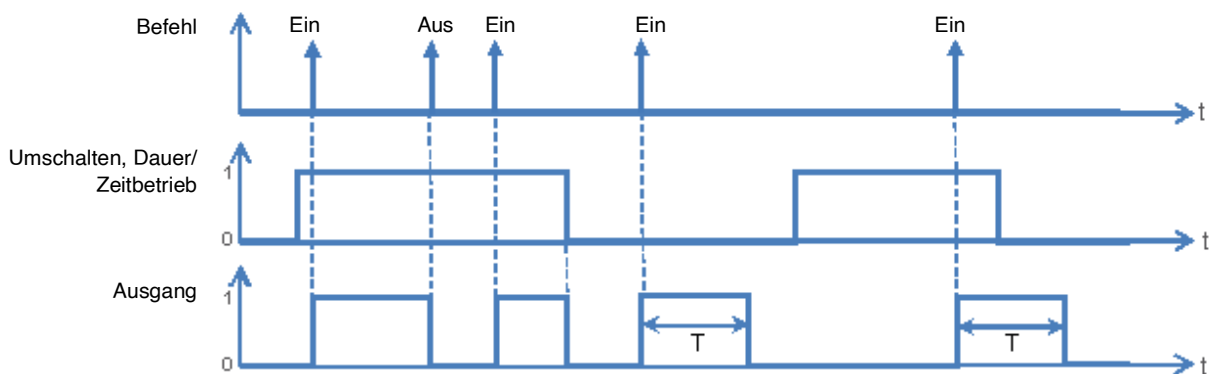 Befehl
Ein Aus Ein Ein Ein
t
Umschalten, Dauer/
Zeitbetrieb
1
0
t
Ausgang
1
T T
0
t